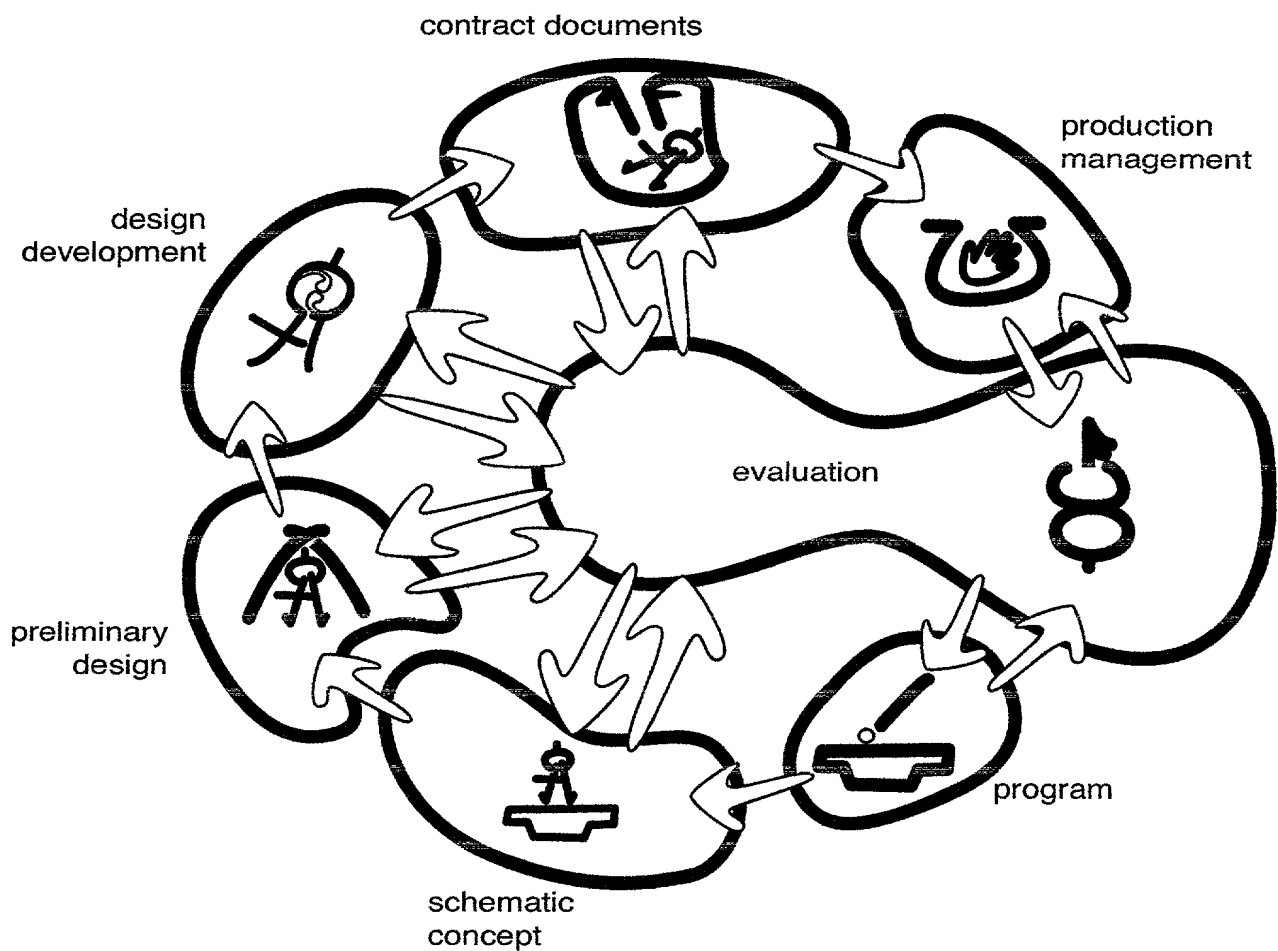 contract documents
production
management
design
development
evaluation
preliminary
design
program
schematic
concept